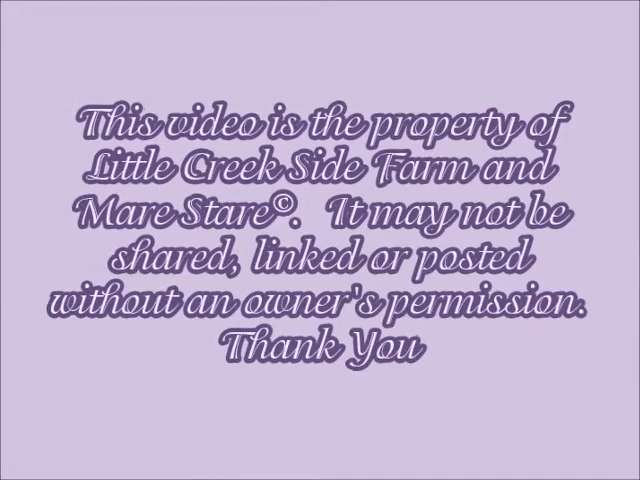 This video is the property of
Little Creek Side Farm and
Mare Stare©.  It may not be
shared, linked or posted
without an owner's permission.
Thank You